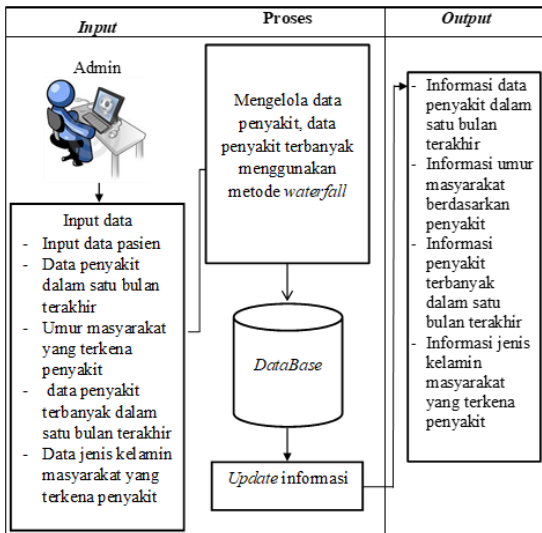 Input
Proses
Output
Admin
Input data
- Input data pasien
- Data penyakit
dalam satu bulan
terakhir
- Umur masyarakat
yang terkena
penyakit
- data penyakit
terbanyak dalam
satu bulan terakhir
- Data jenis kelamin
masyarakat yang
terkena penyakit
Mengelola data
penyakit, data
penyakit terbanyak
menggunakan
metode waterfall
DataBase
Update informasi
- Informasi data
penyakit dalam
satu bulan
terakhir
- Informasi umur
masyarakat
berdasarkan
penyakit
- Informasi
penyakit
terbanyak
dalam satu
bulan terakhir
- Informasi jenis
kelamin
masyarakat
yang terkena
penyakit